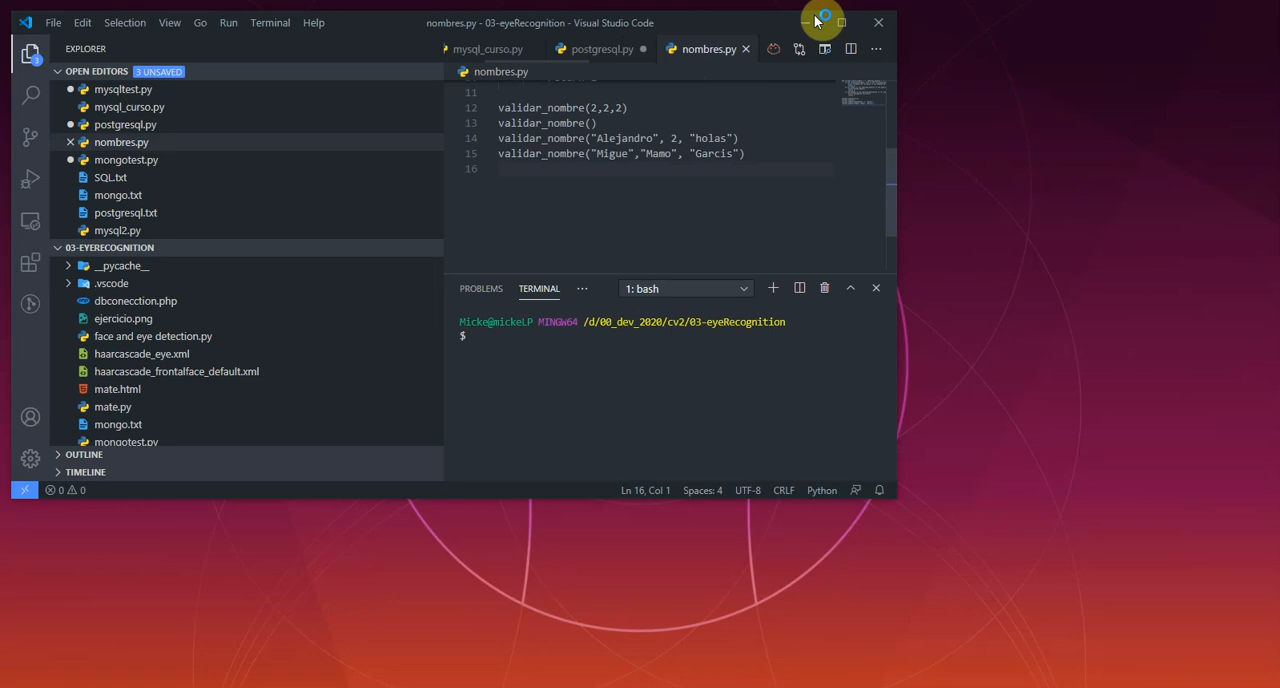 File Edit Selection View Go Run Terminal Help nombres.py - 03-eyeRecognition - Visual Studio Code
EXPLORER
mysql_curso.py postgresql.py nombres.py
OPEN EDITORS 3 UNSAVED
nombres.py
mysqltest.py
mysql_curso.py
postgresql.py
nombres.py
mongotest.py
SQL.txt
mongo.txt
postgresql.txt
mysql2.py
11
12 validar_nombre(2,2,2)
13 validar_nombre()
14 validar_nombre("Alejandro", 2, "holas")
15 validar_nombre("Migue","Mamo", "Garcis")
16
03-EYERECOGNITION
__pycache__
.vscode
dbconecction.php
ejercicio.png
face and eye detection.py
haarcascade_eye.xml
haarcascade_frontalface_default.xml
mate.html
mate.py
mongo.txt
mongotest.py
OUTLINE
TIMELINE
PROBLEMS TERMINAL ··· 1: bash
Micke@mickeLP MINGW64 /d/00_dev_2020/cv2/03-eyeRecognition
$
3
0 0 Ln 16, Col 1 Spaces: 4 UTF-8 CRLF Python